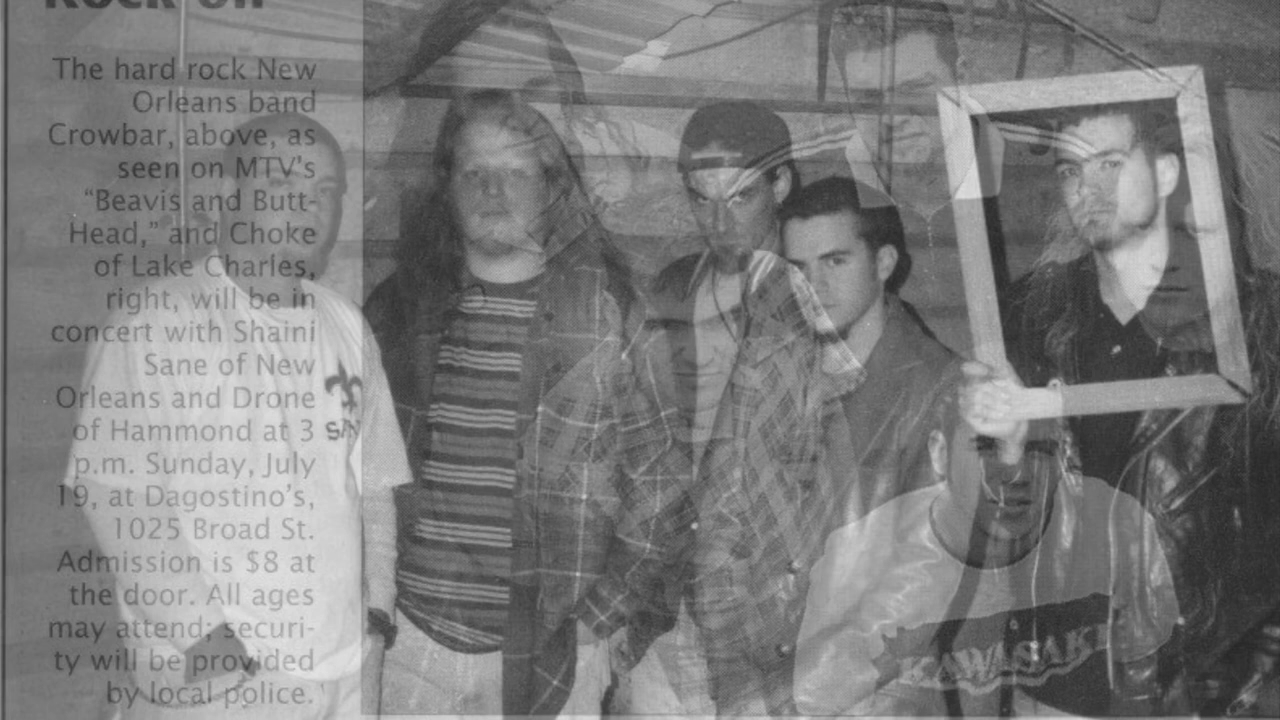 Rock on
The hard rock New
Orleans band
Crowbar, above, as
seen on MTV's
“Beavis and Butt-
Head,” and Choke
of Lake Charles,
right, will be in
concert with Shaini
Sane of New
Orleans and Drone
of Hammond at 3
p.m. Sunday, July
19, at Dagostino's,
1025 Broad St.
Admission is $8 at
the door. All ages
may attend; securi-
ty will be provided
by local police.
KAWASAKI